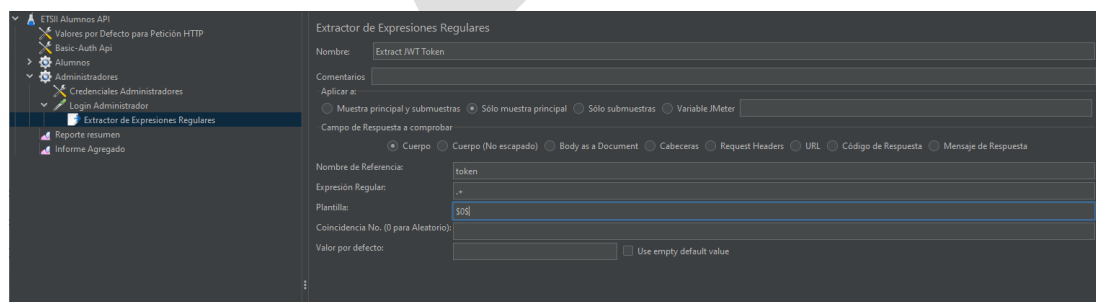 ETSII Alumnos API
Valores por Defecto para Petición HTTP
Basic-Auth Api
Alumnos
Administradores
Credenciales Administradores
Login Administrador
Extractor de Expresiones Regulares
Reporte resumen
Informe Agregado
Extractor de Expresiones Regulares
Nombre: Extract JWT Token
Comentarios
Aplicar a:
Muestra principal y submuestras Sólo muestra principal Sólo submuestras Variable JMeter
Campo de Respuesta a comprobar
Cuerpo Cuerpo (No escapado) Body as a Document Cabeceras Request Headers URL Código de Respuesta Mensaje de Respuesta
Nombre de Referencia: token
Expresión Regular: .+
Plantilla: $0$
Coincidencia No. (0 para Aleatorio):
Valor por defecto: Use empty default value